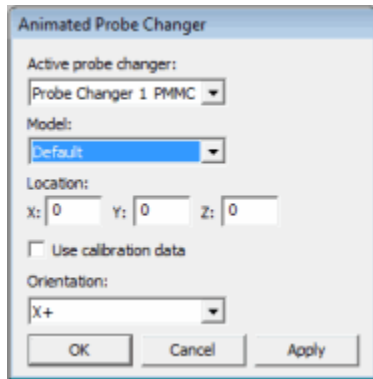 Animated Probe Changer
Active probe changer:
Probe Changer 1 PMMC
Model:
Default
Location:
X: 0 Y: 0 Z: 0
Use calibration data
Orientation:
X+
OK Cancel Apply